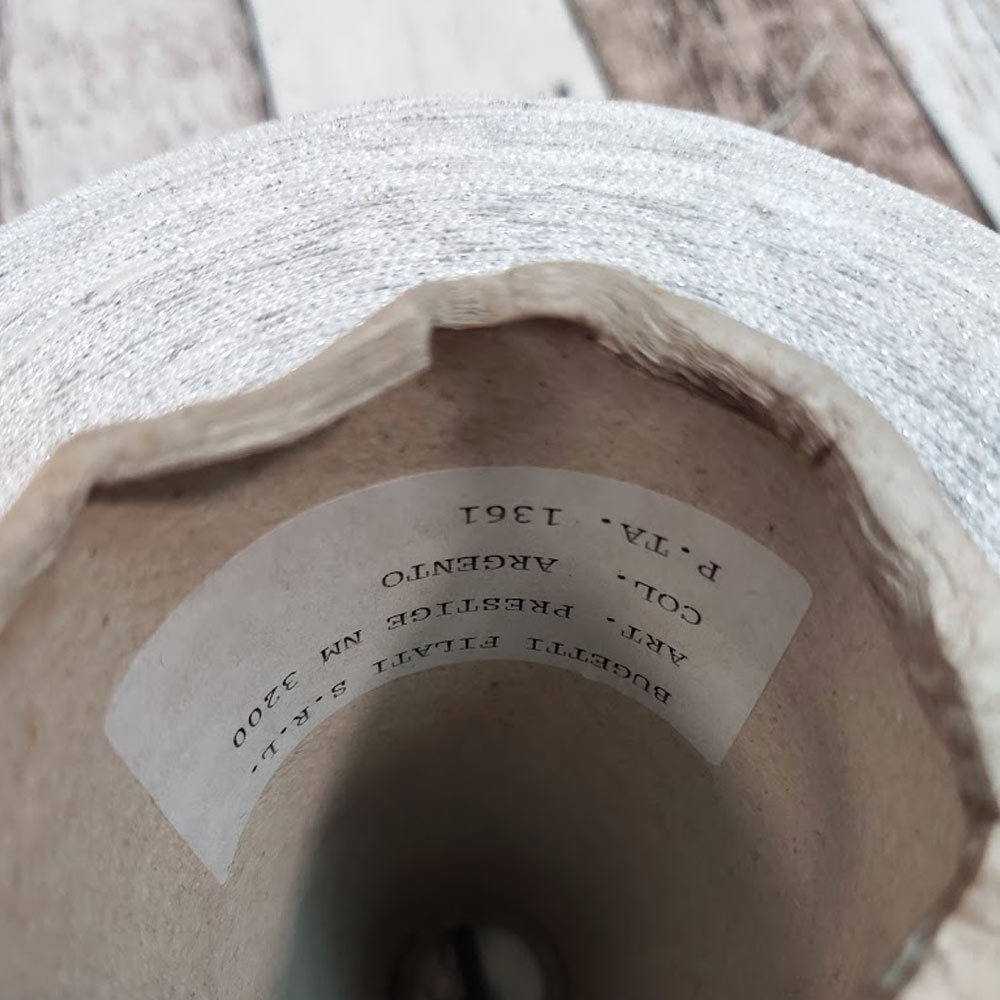 BUGETTI FILATI S.R.L.
ART. PRESTIGE NM 3200
COL. ARGENTO
P.TA. 1361